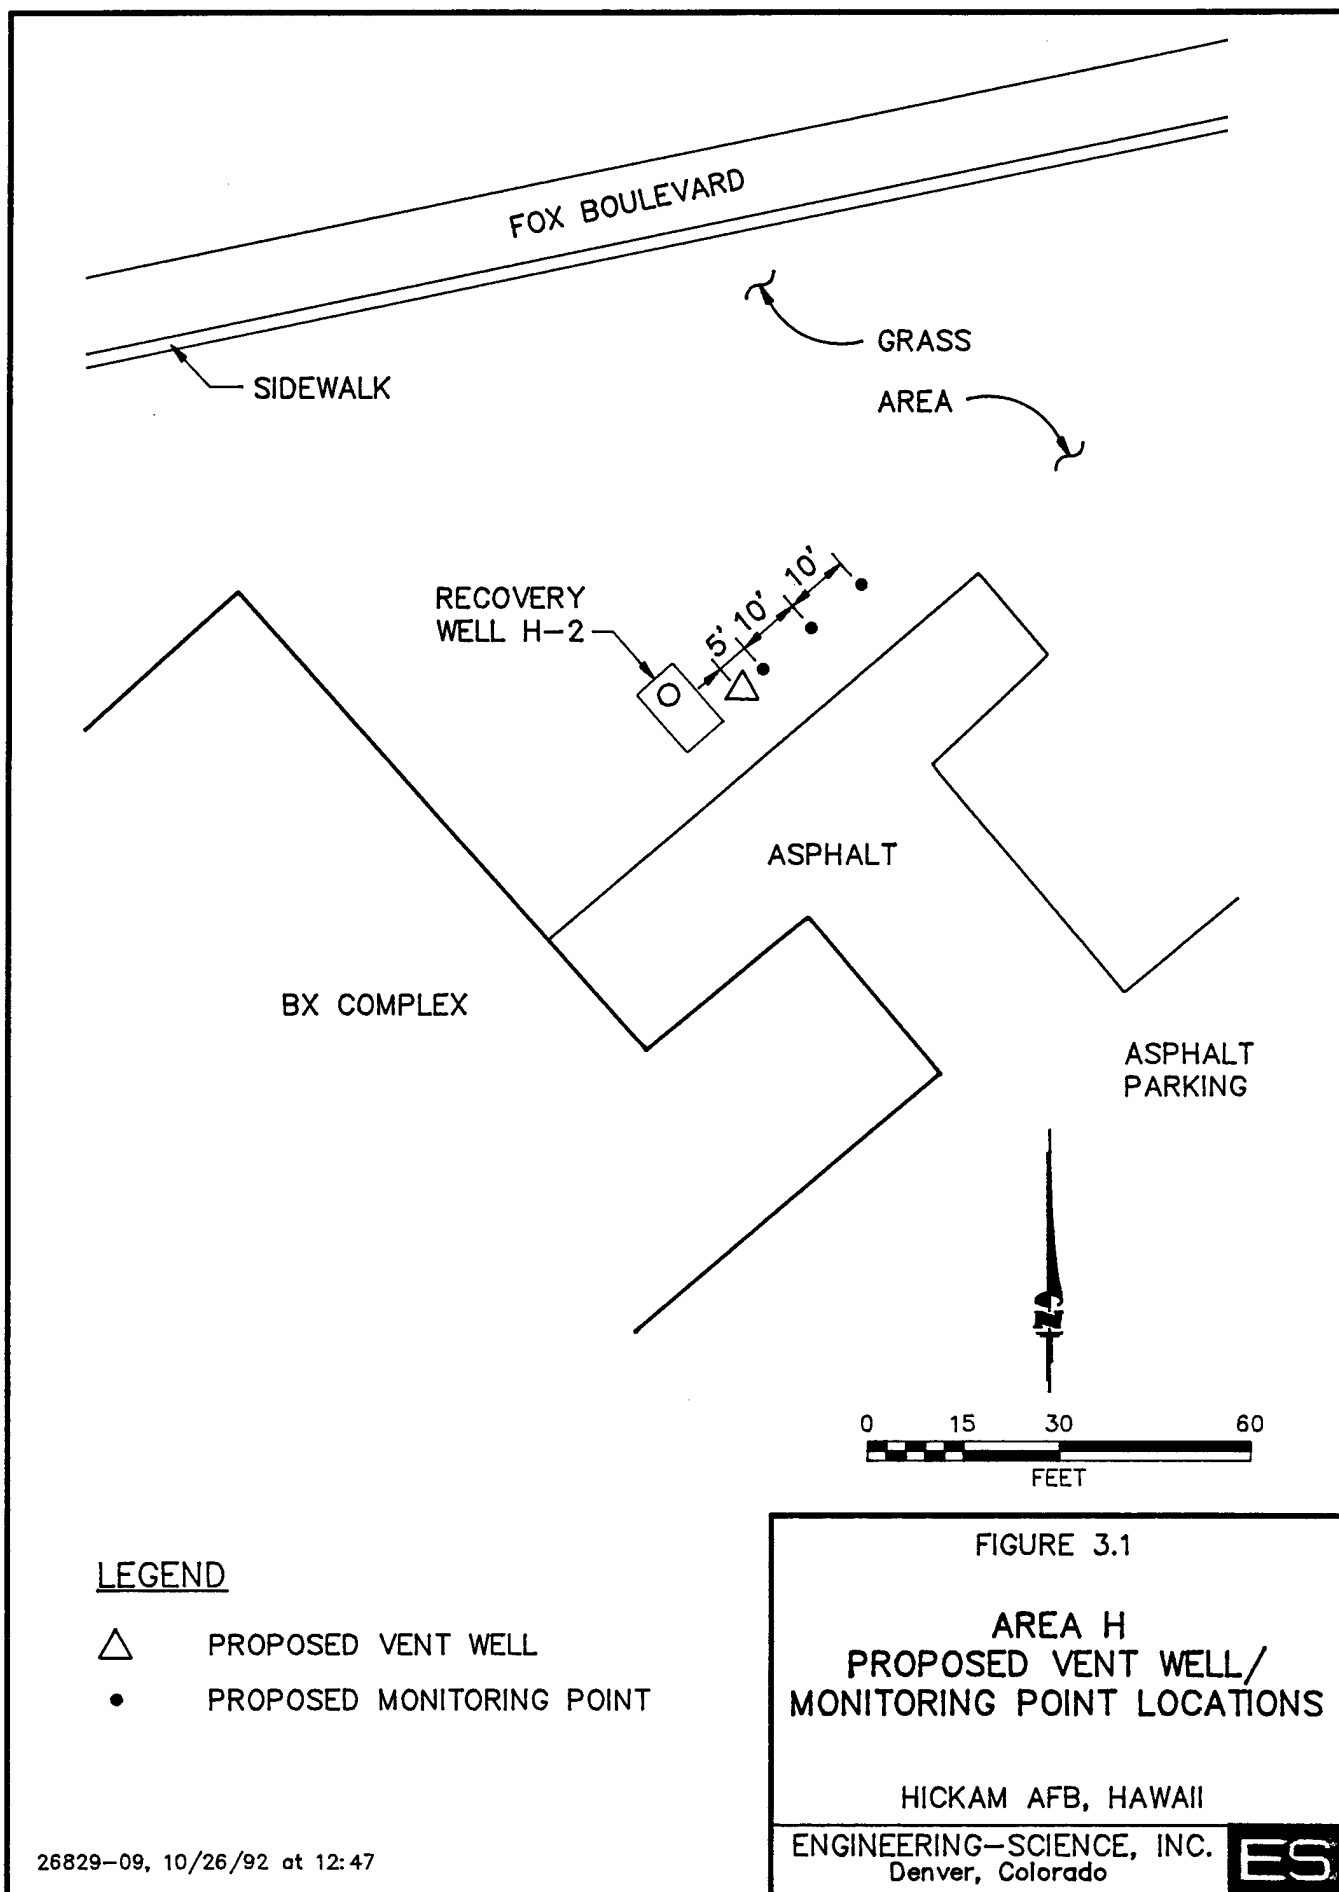 FOX BOULEVARD
GRASS
AREA
SIDEWALK
10'
10'
5'
RECOVERY
WELL H-2
ASPHALT
BX COMPLEX
ASPHALT
PARKING
N
0 15 30 60
FEET
LEGEND
PROPOSED VENT WELL
PROPOSED MONITORING POINT
FIGURE 3.1
AREA H
PROPOSED VENT WELL/
MONITORING POINT LOCATIONS
HICKAM AFB, HAWAII
ENGINEERING-SCIENCE, INC.
Denver, Colorado
ES
26829-09, 10/26/92 at 12:47